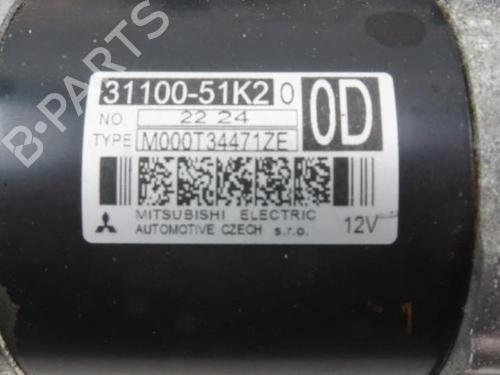 31100-51K2 0
0D
NO 22 24
TYPE M000T34471ZE
MITSUBISHI ELECTRIC
AUTOMOTIVE CZECH s.r.o. 12V
B-PARTS